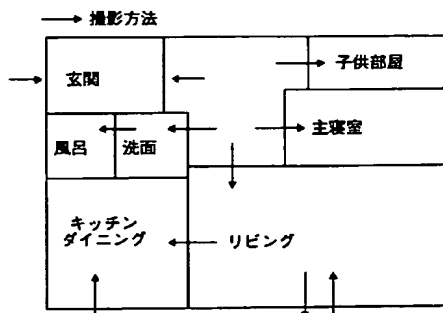 撮影方法
子供部屋
玄関
主寝室
風呂
洗面
キッチン
ダイニング
リビング